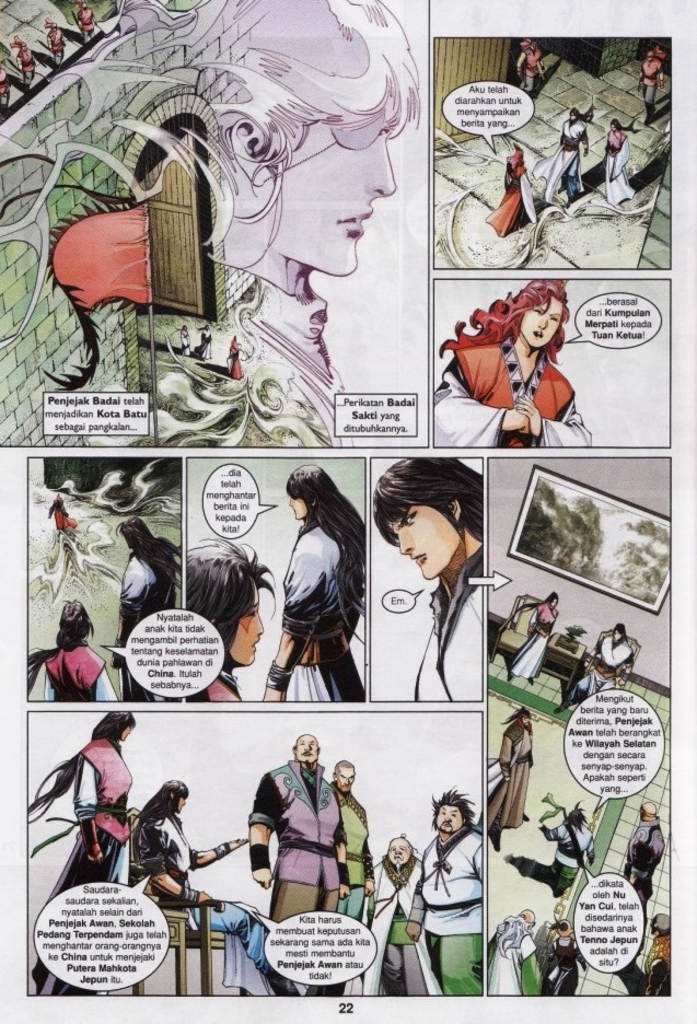 Penjejak Badai telah
menjadikan Kota Batu
sebagai pangkalan...
...Perikatan Badai
Sakti yang
ditubuhkannya.
Aku telah
diarahkan untuk
menyampaikan
berita yang...
...berasal
dari Kumpulan
Merpati kepada
Tuan Ketua!
Nyatalah
anak kita tidak
mengambil perhatian
tentang keselamatan
dunia pahlawan di
China. Itulah
sebabnya...
...dia
telah
menghantar
berita ini
kepada
kita!
Em.
Mengikut
berita yang baru
diterima, Penjejak
Awan telah berangkat
ke Wilayah Selatan
dengan secara
senyap-senyap.
Apakah seperti
yang...
...dikata
oleh Nu
Yan Cui, telah
disedarinya
bahawa anak
Tenno Jepun
adalah di
situ?
Saudara-
saudara sekalian,
nyatalah selain dari
Penjejak Awan, Sekolah
Pedang Terpendam juga telah
menghantar orang-orangnya
ke China untuk menjejaki
Putera Mahkota
Jepun itu.
Kita harus
membuat keputusan
sekarang sama ada kita
mesti membantu
Penjejak Awan atau
tidak!
22